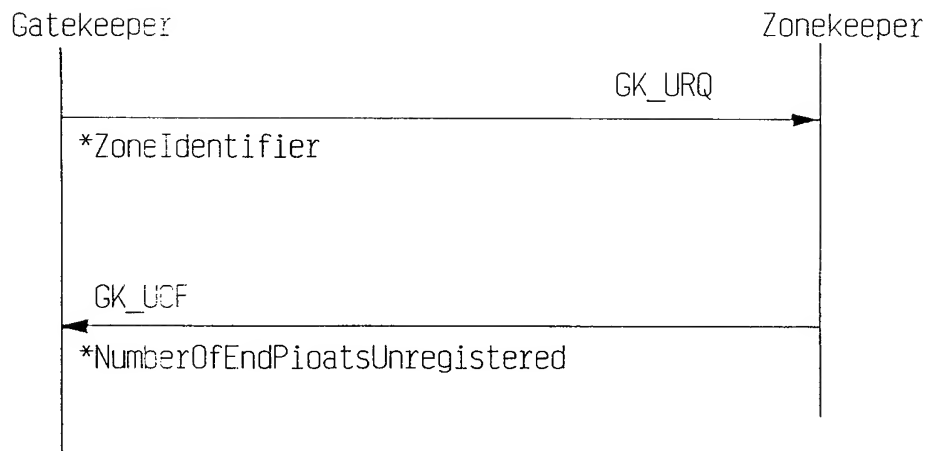 Gatekeeper
Zonekeeper
GK_URQ
*ZoneIdentifier
GK_UCF
*NumberOfEndPioatsUnregistered